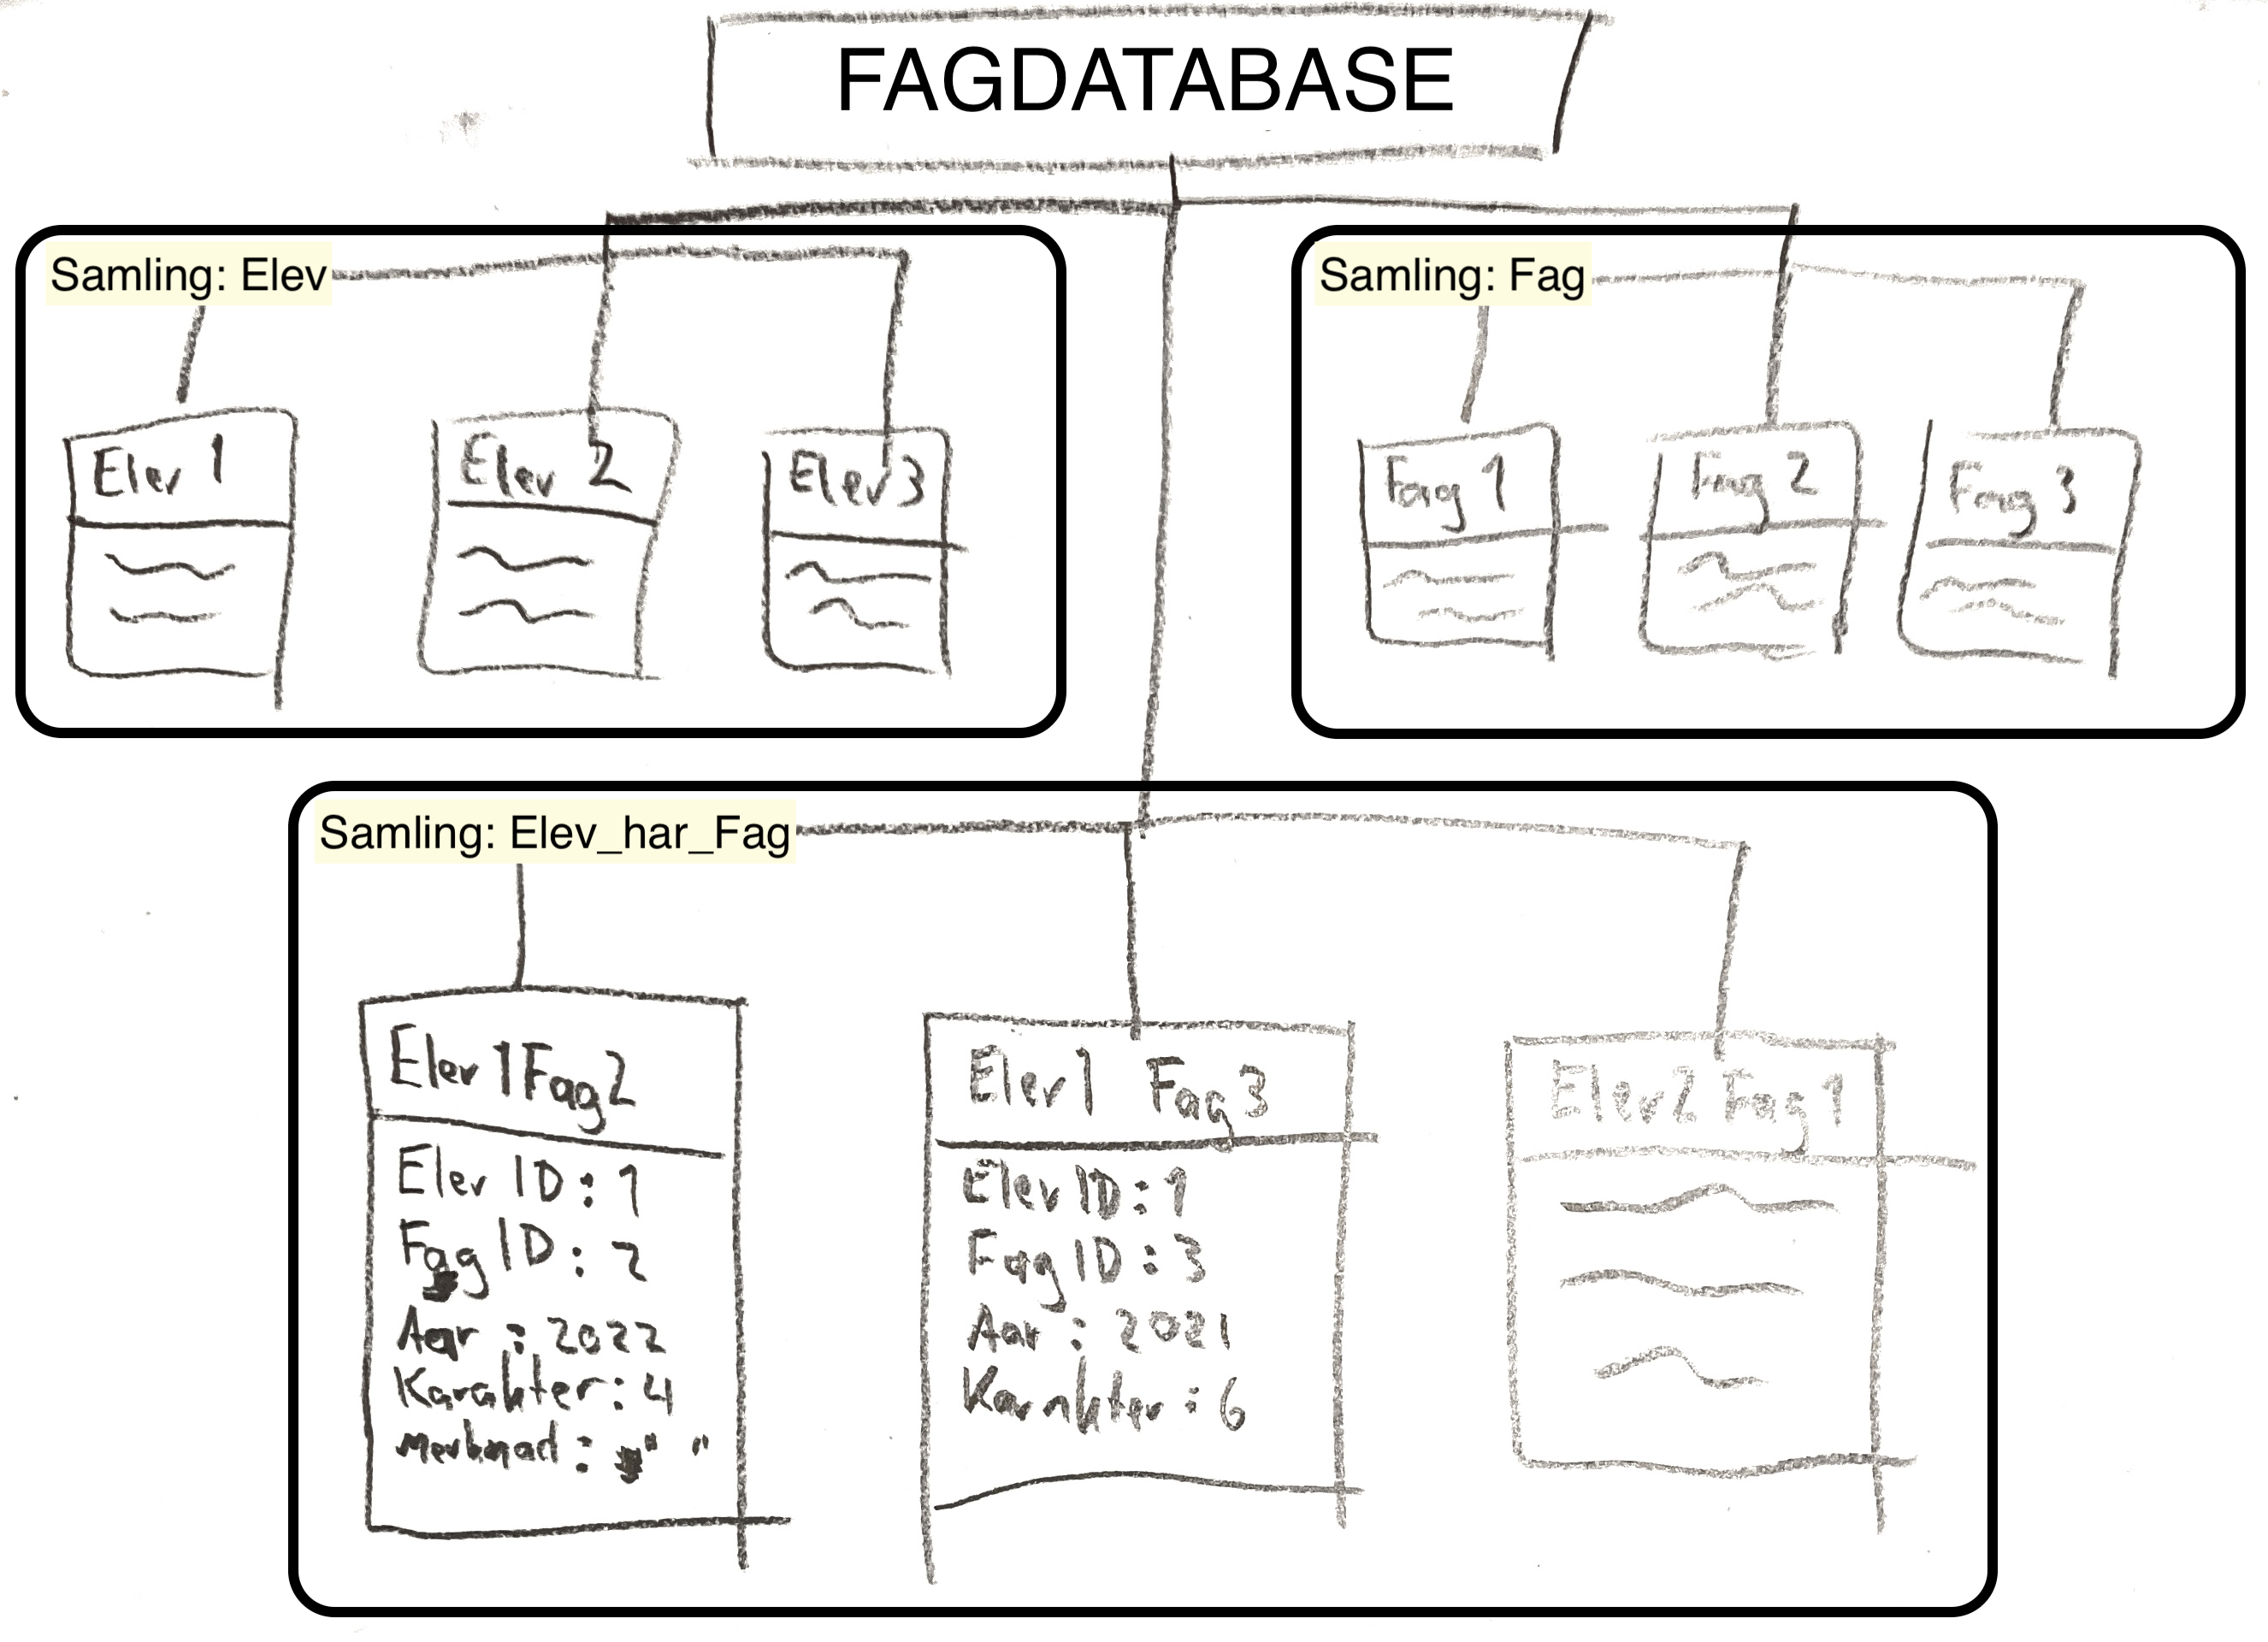 FAGDATABASE
Samling: Elev
Elev 1
Elev 2
Elev 3
Samling: Fag
Fag 1
Fag 2
Fag 3
Samling: Elev_har_Fag
Elev 1 Fag 2
Elev ID: 1
Fag ID: 2
Aar : 2022
Karakter: 4
Merknad : " "
Elev 1 Fag 3
Elev ID: 1
Fag ID: 3
Aar : 2021
Karakter : 6
Elev 2 Fag 1